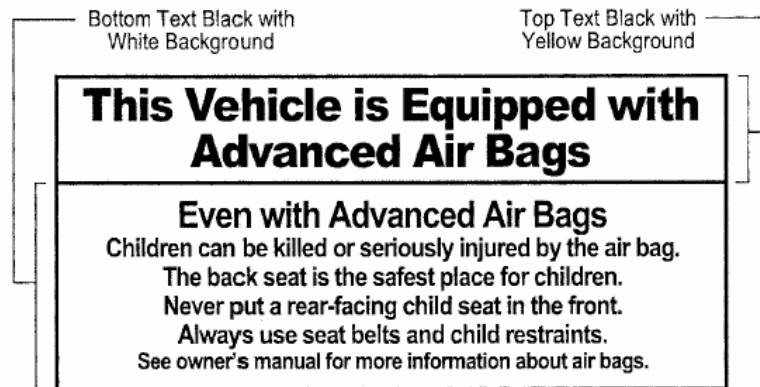 Bottom Text Black with
White Background
Top Text Black with
Yellow Background
This Vehicle is Equipped with
Advanced Air Bags
Even with Advanced Air Bags
Children can be killed or seriously injured by the air bag.
The back seat is the safest place for children.
Never put a rear-facing child seat in the front.
Always use seat belts and child restraints.
See owner's manual for more information about air bags.